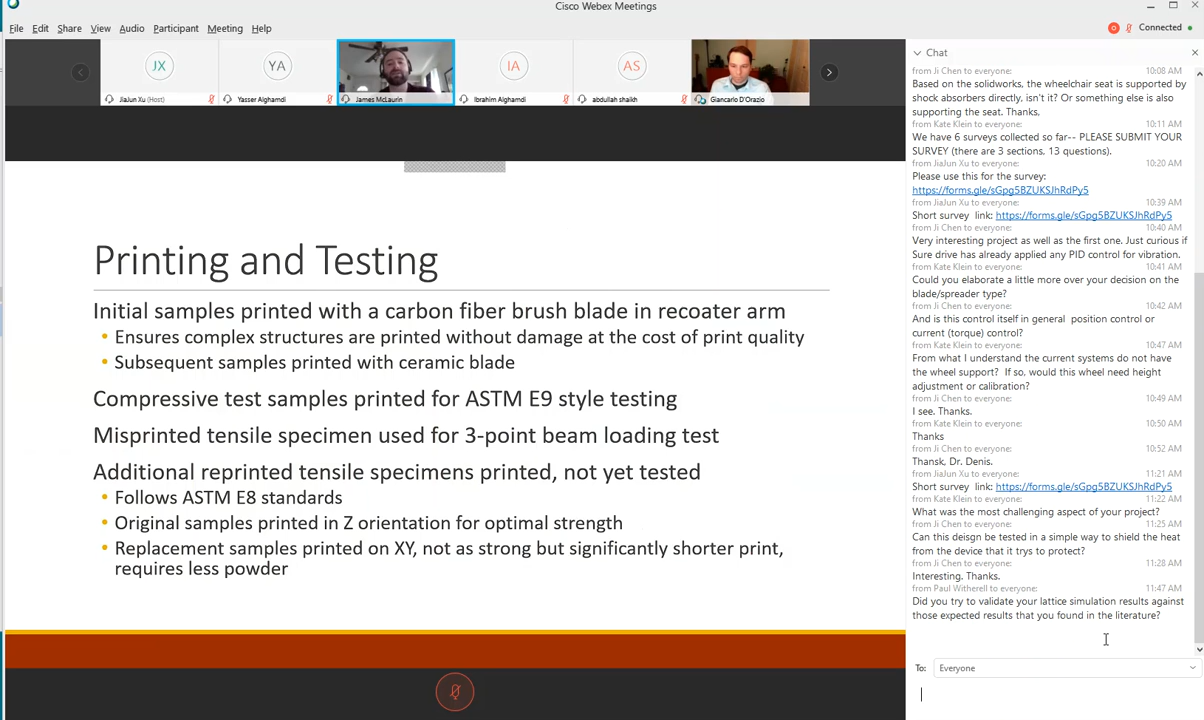 Cisco Webex Meetings
File Edit Share View Audio Participant Meeting Help
Connected
JX
YA
IA
AS
JiaJun Xu (Host)
Yasser Alghamdi
James McLaurin
Ibrahim Alghamdi
abdullah shaikh
Giancarlo D'Orazio
Printing and Testing
Initial samples printed with a carbon fiber brush blade in recoater arm
• Ensures complex structures are printed without damage at the cost of print quality
• Subsequent samples printed with ceramic blade
Compressive test samples printed for ASTM E9 style testing
Misprinted tensile specimen used for 3-point beam loading test
Additional reprinted tensile specimens printed, not yet tested
• Follows ASTM E8 standards
• Original samples printed in Z orientation for optimal strength
• Replacement samples printed on XY, not as strong but significantly shorter print,
requires less powder
Chat
from Ji Chen to everyone: 10:08 AM
Based on the solidworks, the wheelchair seat is supported by
shock absorbers directly, isn't it? Or something else is also
supporting the seat. Thanks,
from Kate Klein to everyone: 10:11 AM
We have 6 surveys collected so far-- PLEASE SUBMIT YOUR
SURVEY (there are 3 sections, 13 questions).
from JiaJun Xu to everyone: 10:20 AM
Please use this for the survey:
https://forms.gle/sGpg5BZUKSJhRdPy5
from JiaJun Xu to everyone: 10:39 AM
Short survey link: https://forms.gle/sGpg5BZUKSJhRdPy5
from Ji Chen to everyone: 10:40 AM
Very interesting project as well as the first one. Just curious if
Sure drive has already applied any PID control for vibration.
from Kate Klein to everyone: 10:41 AM
Could you elaborate a little more over your decision on the
blade/spreader type?
from Ji Chen to everyone: 10:42 AM
And is this control itself in general position control or
current (torque) control?
from Kate Klein to everyone: 10:47 AM
From what I understand the current systems do not have
the wheel support? If so, would this wheel need height
adjustment or calibration?
from Ji Chen to everyone: 10:49 AM
I see. Thanks.
from Kate Klein to everyone: 10:50 AM
Thanks
from Ji Chen to everyone: 10:52 AM
Thansk, Dr. Denis.
from JiaJun Xu to everyone: 11:21 AM
Short survey link: https://forms.gle/sGpg5BZUKSJhRdPy5
from Kate Klein to everyone: 11:22 AM
What was the most challenging aspect of your project?
from Ji Chen to everyone: 11:25 AM
Can this deisgn be tested in a simple way to shield the heat
from the device that it trys to protect?
from Ji Chen to everyone: 11:28 AM
Interesting. Thanks.
from Paul Witherell to everyone: 11:47 AM
Did you try to validate your lattice simulation results against
those expected results that you found in the literature?
To: Everyone